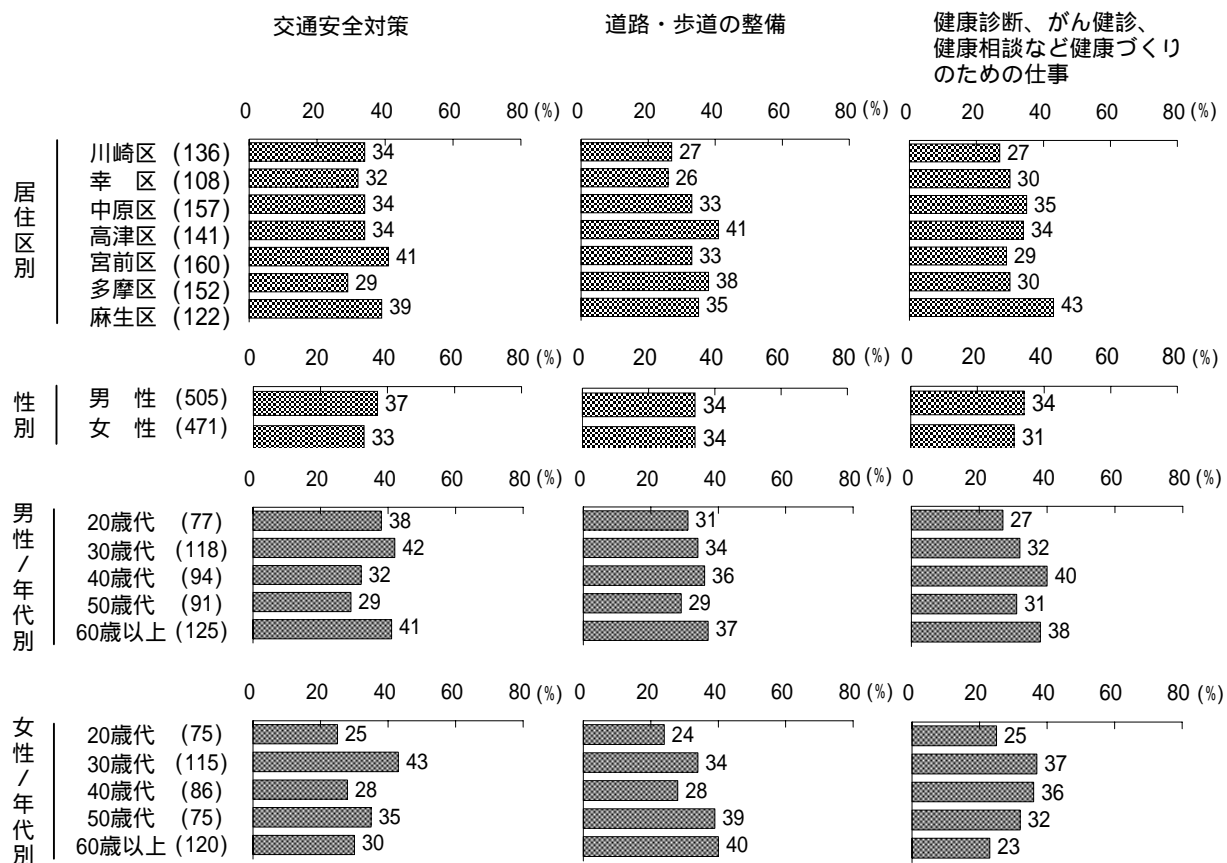 交通安全対策
道路・歩道の整備
健康診断、がん健診、
健康相談など健康づくり
のための仕事
0 20 40 60 80 (%) 0 20 40 60 80 (%) 0 20 40 60 80 (%)
居住区別
川崎区 (136) 34 27 27
幸 区 (108) 32 26 30
中原区 (157) 34 33 35
高津区 (141) 34 41 34
宮前区 (160) 41 33 29
多摩区 (152) 29 38 30
麻生区 (122) 39 35 43
0 20 40 60 80 (%) 0 20 40 60 80 (%) 0 20 40 60 80 (%)
性別
男 性 (505) 37 34 34
女 性 (471) 33 34 31
0 20 40 60 80 (%) 0 20 40 60 80 (%) 0 20 40 60 80 (%)
男性/年代別
20歳代 (77) 38 31 27
30歳代 (118) 42 34 32
40歳代 (94) 32 36 40
50歳代 (91) 29 29 31
60歳以上 (125) 41 37 38
0 20 40 60 80 (%) 0 20 40 60 80 (%) 0 20 40 60 80 (%)
女性/年代別
20歳代 (75) 25 24 25
30歳代 (115) 43 34 37
40歳代 (86) 28 28 36
50歳代 (75) 35 39 32
60歳以上 (120) 30 40 23